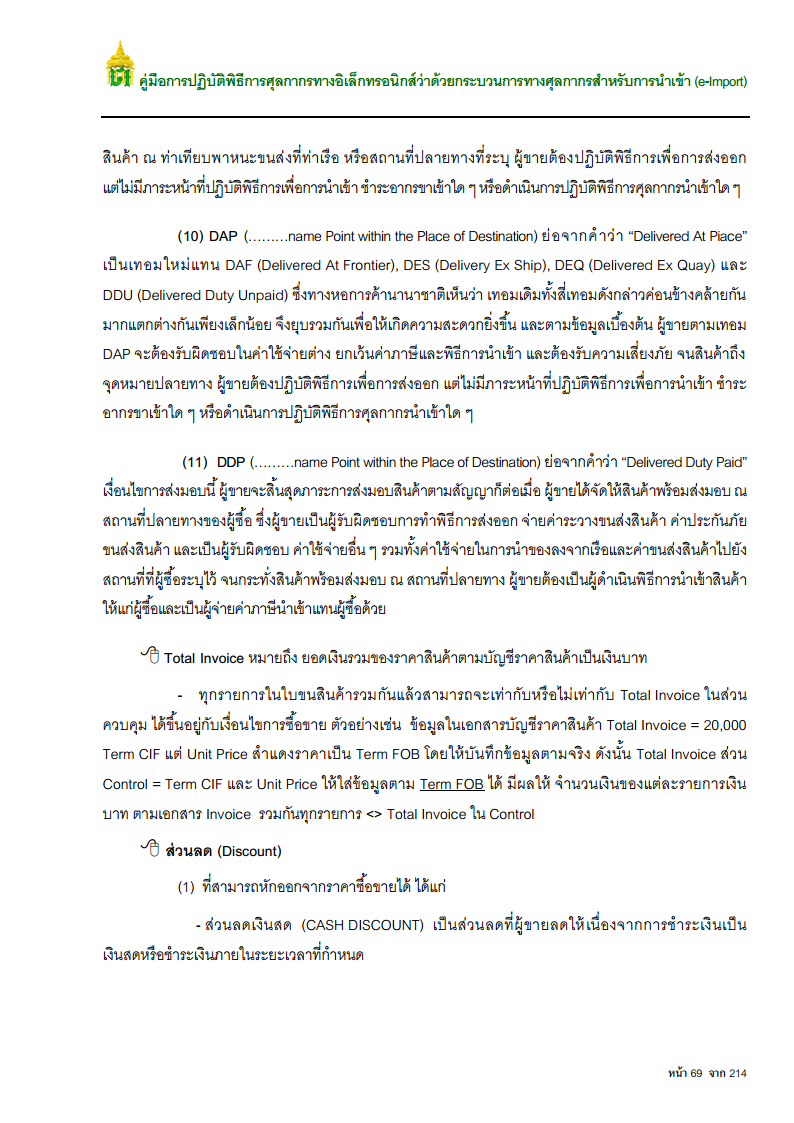 คู่มือการปฏิบัติพิธีการศุลกากรทางอิเล็กทรอนิกส์ว่าด้วยกระบวนการทางศุลกากรสำหรับการนำเข้า (e-Import)
สินค้า ณ ท่าเทียบพาหนะขนส่งที่ท่าเรือ หรือสถานที่ปลายทางที่ระบุ ผู้ขายต้องปฏิบัติพิธีการเพื่อการส่งออก
แต่ไม่มีภาระหน้าที่ปฏิบัติพิธีการเพื่อการนำเข้า ชำระอากรขาเข้าใด ๆ หรือดำเนินการปฏิบัติพิธีการศุลกากรนำเข้าใด ๆ
(10) DAP (………name Point within the Place of Destination) ย่อจากคำว่า “Delivered At Piace”
เป็นเทอมใหม่แทน DAF (Delivered At Frontier), DES (Delivery Ex Ship), DEQ (Delivered Ex Quay) และ
DDU (Delivered Duty Unpaid) ซึ่งทางหอการค้านานาชาติเห็นว่า เทอมเดิมทั้งสี่เทอมดังกล่าวค่อนข้างคล้ายกัน
มากแตกต่างกันเพียงเล็กน้อย จึงยุบรวมกันเพื่อให้เกิดความสะดวกยิ่งขึ้น และตามข้อมูลเบื้องต้น ผู้ขายตามเทอม
DAP จะต้องรับผิดชอบในค่าใช้จ่ายต่าง ยกเว้นค่าภาษีและพิธีการนำเข้า และต้องรับความเสี่ยงภัย จนสินค้าถึง
จุดหมายปลายทาง ผู้ขายต้องปฏิบัติพิธีการเพื่อการส่งออก แต่ไม่มีภาระหน้าที่ปฏิบัติพิธีการเพื่อการนำเข้า ชำระ
อากรขาเข้าใด ๆ หรือดำเนินการปฏิบัติพิธีการศุลกากรนำเข้าใด ๆ
(11) DDP (………name Point within the Place of Destination) ย่อจากคำว่า “Delivered Duty Paid”
เงื่อนไขการส่งมอบนี้ ผู้ขายจะสิ้นสุดภาระการส่งมอบสินค้าตามสัญญาก็ต่อเมื่อ ผู้ขายได้จัดให้สินค้าพร้อมส่งมอบ ณ
สถานที่ปลายทางของผู้ซื้อ ซึ่งผู้ขายเป็นผู้รับผิดชอบการทำพิธีการส่งออก จ่ายค่าระวางขนส่งสินค้า ค่าประกันภัย
ขนส่งสินค้า และเป็นผู้รับผิดชอบ ค่าใช้จ่ายอื่น ๆ รวมทั้งค่าใช้จ่ายในการนำของลงจากเรือและค่าขนส่งสินค้าไปยัง
สถานที่ที่ผู้ซื้อระบุไว้ จนกระทั่งสินค้าพร้อมส่งมอบ ณ สถานที่ปลายทาง ผู้ขายต้องเป็นผู้ดำเนินพิธีการนำเข้าสินค้า
ให้แก่ผู้ซื้อและเป็นผู้จ่ายค่าภาษีนำเข้าแทนผู้ซื้อด้วย
Total Invoice หมายถึง ยอดเงินรวมของราคาสินค้าตามบัญชีราคาสินค้าเป็นเงินบาท
- ทุกรายการในใบขนสินค้ารวมกันแล้วสามารถจะเท่ากับหรือไม่เท่ากับ Total Invoice ในส่วน
ควบคุม ได้ขึ้นอยู่กับเงื่อนไขการซื้อขาย ตัวอย่างเช่น ข้อมูลในเอกสารบัญชีราคาสินค้า Total Invoice = 20,000
Term CIF แต่ Unit Price สำแดงราคาเป็น Term FOB โดยให้บันทึกข้อมูลตามจริง ดังนั้น Total Invoice ส่วน
Control = Term CIF และ Unit Price ให้ใส่ข้อมูลตาม Term FOB ได้ มีผลให้ จำนวนเงินของแต่ละรายการเงิน
บาท ตามเอกสาร Invoice รวมกันทุกรายการ <> Total Invoice ใน Control
ส่วนลด (Discount)
(1) ที่สามารถหักออกจากราคาซื้อขายได้ ได้แก่
- ส่วนลดเงินสด (CASH DISCOUNT) เป็นส่วนลดที่ผู้ขายลดให้เนื่องจากการชำระเงินเป็น
เงินสดหรือชำระเงินภายในระยะเวลาที่กำหนด
หน้า 69 จาก 214